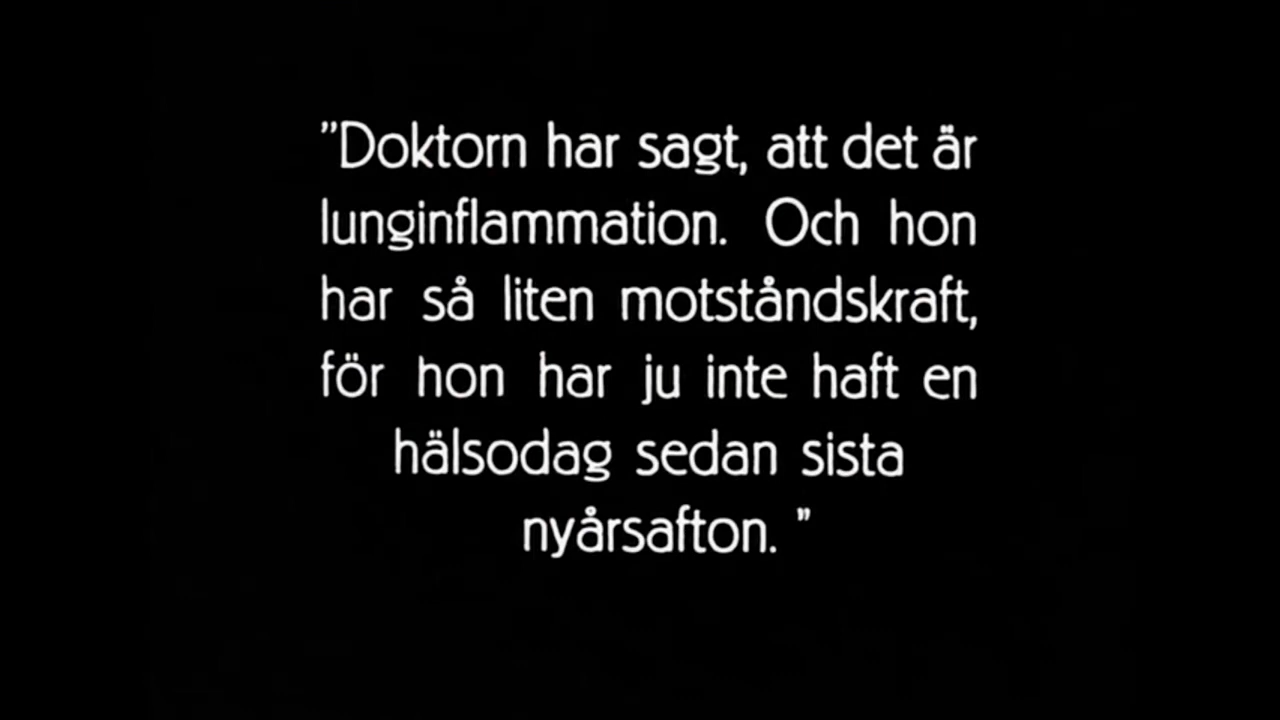 "Doktorn har sagt, att det är
lunginflammation. Och hon
har så liten motståndskraft,
för hon har ju inte haft en
hälsodag sedan sista
nyårsafton. "